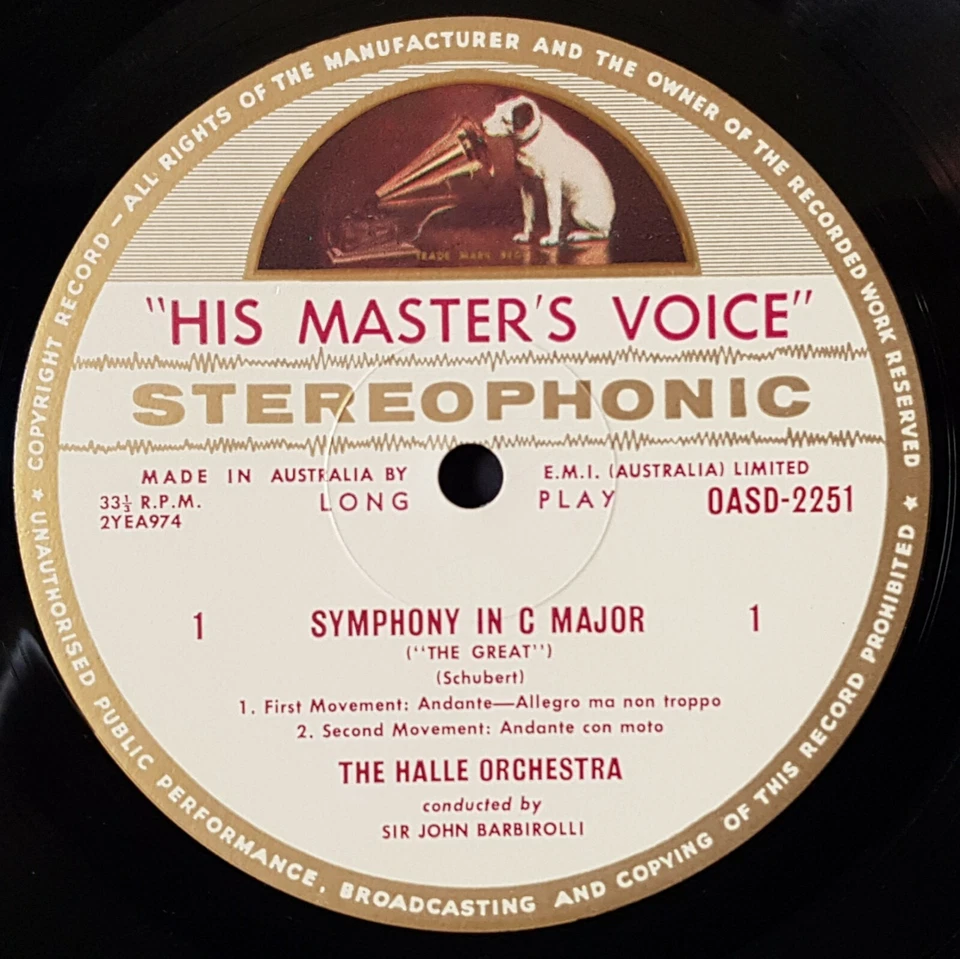 COPYRIGHT RECORD – ALL RIGHTS OF THE MANUFACTURER AND THE OWNER OF THE RECORDED WORK RESERVED
TRADE MARK REG
"HIS MASTER'S VOICE"
STEREOPHONIC
MADE IN AUSTRALIA BY E.M.I. (AUSTRALIA) LIMITED
33⅓ R.P.M. LONG PLAY OASD-2251
2YEA974
1 SYMPHONY IN C MAJOR 1
("THE GREAT")
(Schubert)
1. First Movement: Andante—Allegro ma non troppo
2. Second Movement: Andante con moto
THE HALLE ORCHESTRA
conducted by
SIR JOHN BARBIROLLI
★ UNAUTHORISED PUBLIC PERFORMANCE, BROADCASTING AND COPYING OF THIS RECORD PROHIBITED ★